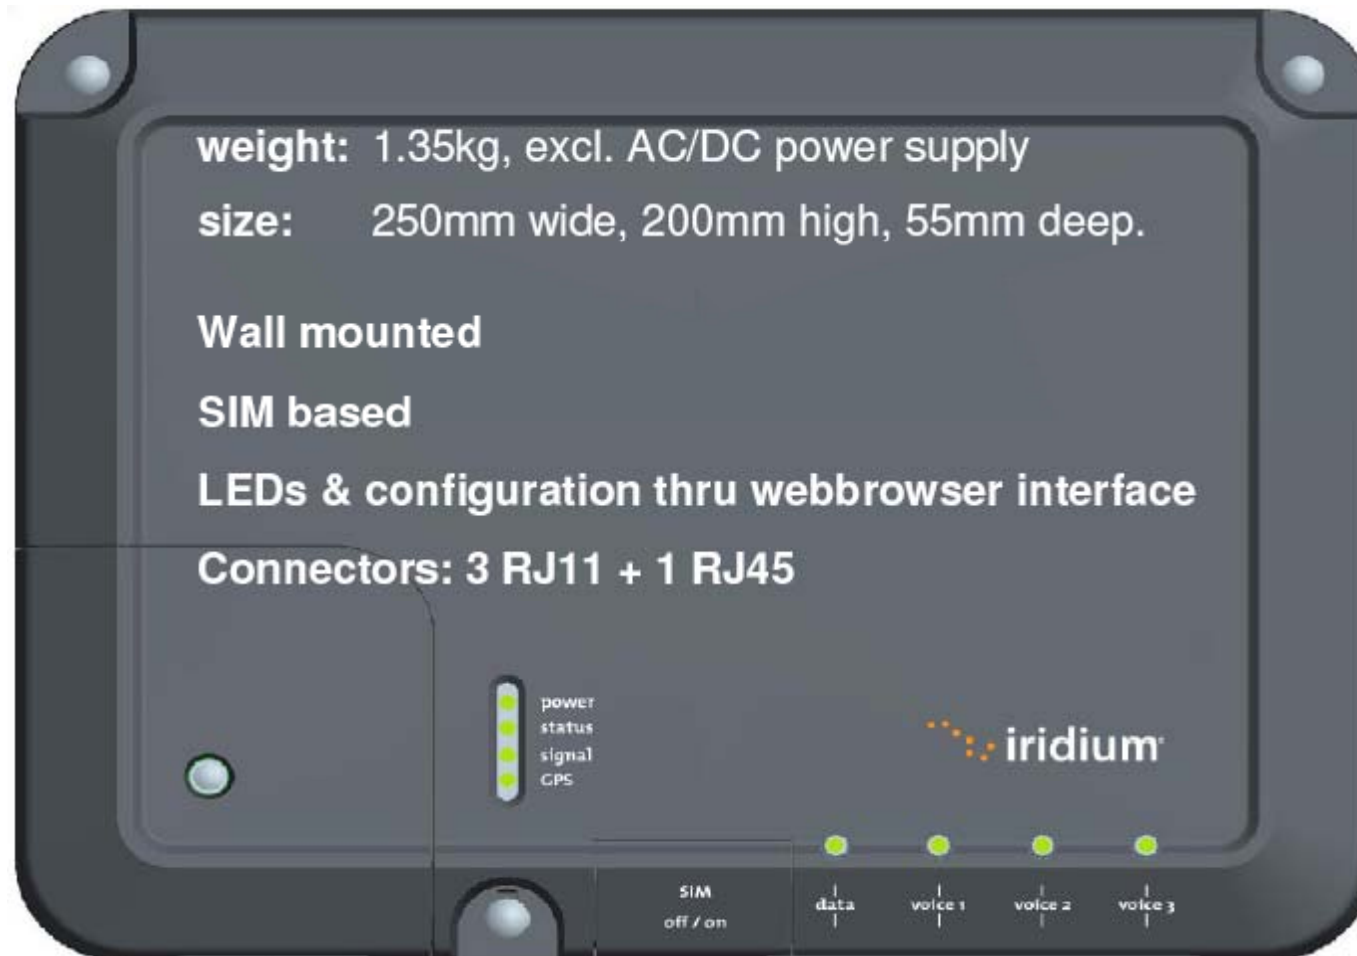 weight: 1.35kg, excl. AC/DC power supply
size: 250mm wide, 200mm high, 55mm deep.
Wall mounted
SIM based
LEDs & configuration thru webbrowser interface
Connectors: 3 RJ11 + 1 RJ45
power
status
signal
GPS
iridium
SIM
off / on
data
voice 1
voice 2
voice 3